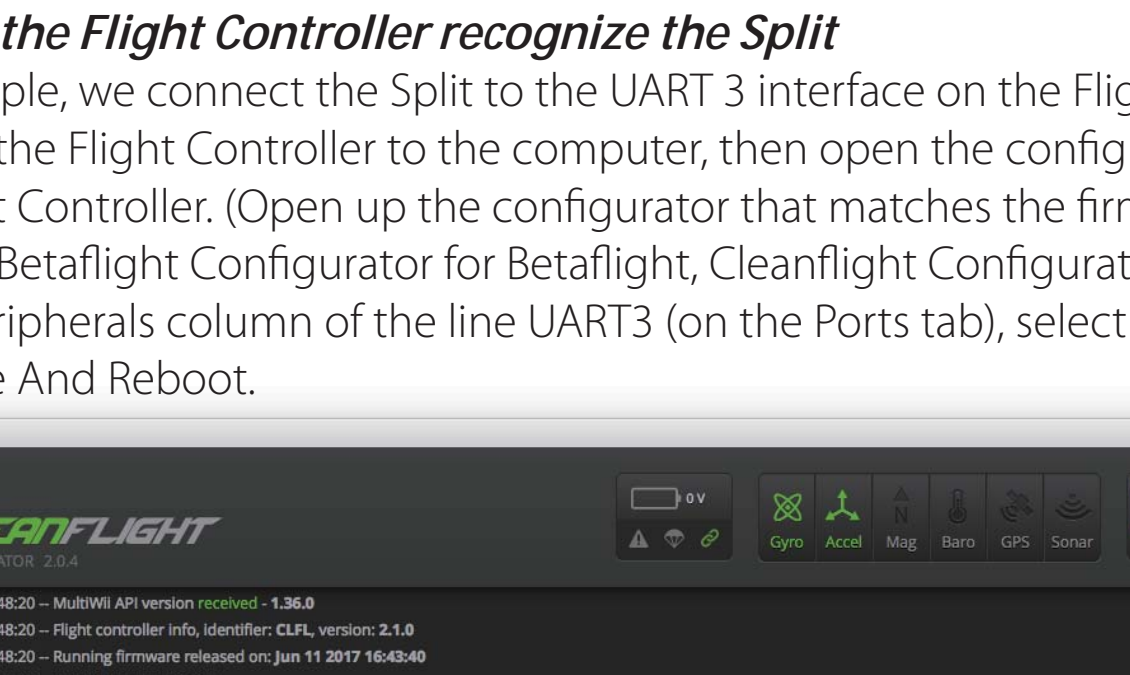 the Flight Controller recognize the Split
ple, we connect the Split to the UART 3 interface on the Flig
the Flight Controller to the computer, then open the config
t Controller. (Open up the configurator that matches the firm
Betaflight Configurator for Betaflight, Cleanflight Configurat
ripherals column of the line UART3 (on the Ports tab), select
e And Reboot.
0 V
CANFLIGHT
ATOR 2.0.4
Gyro Accel Mag Baro GPS Sonar
48:20 -- MultiWii API version received - 1.36.0
48:20 -- Flight controller info, identifier: CLFL, version: 2.1.0
48:20 -- Running firmware released on: Jun 11 2017 16:43:40